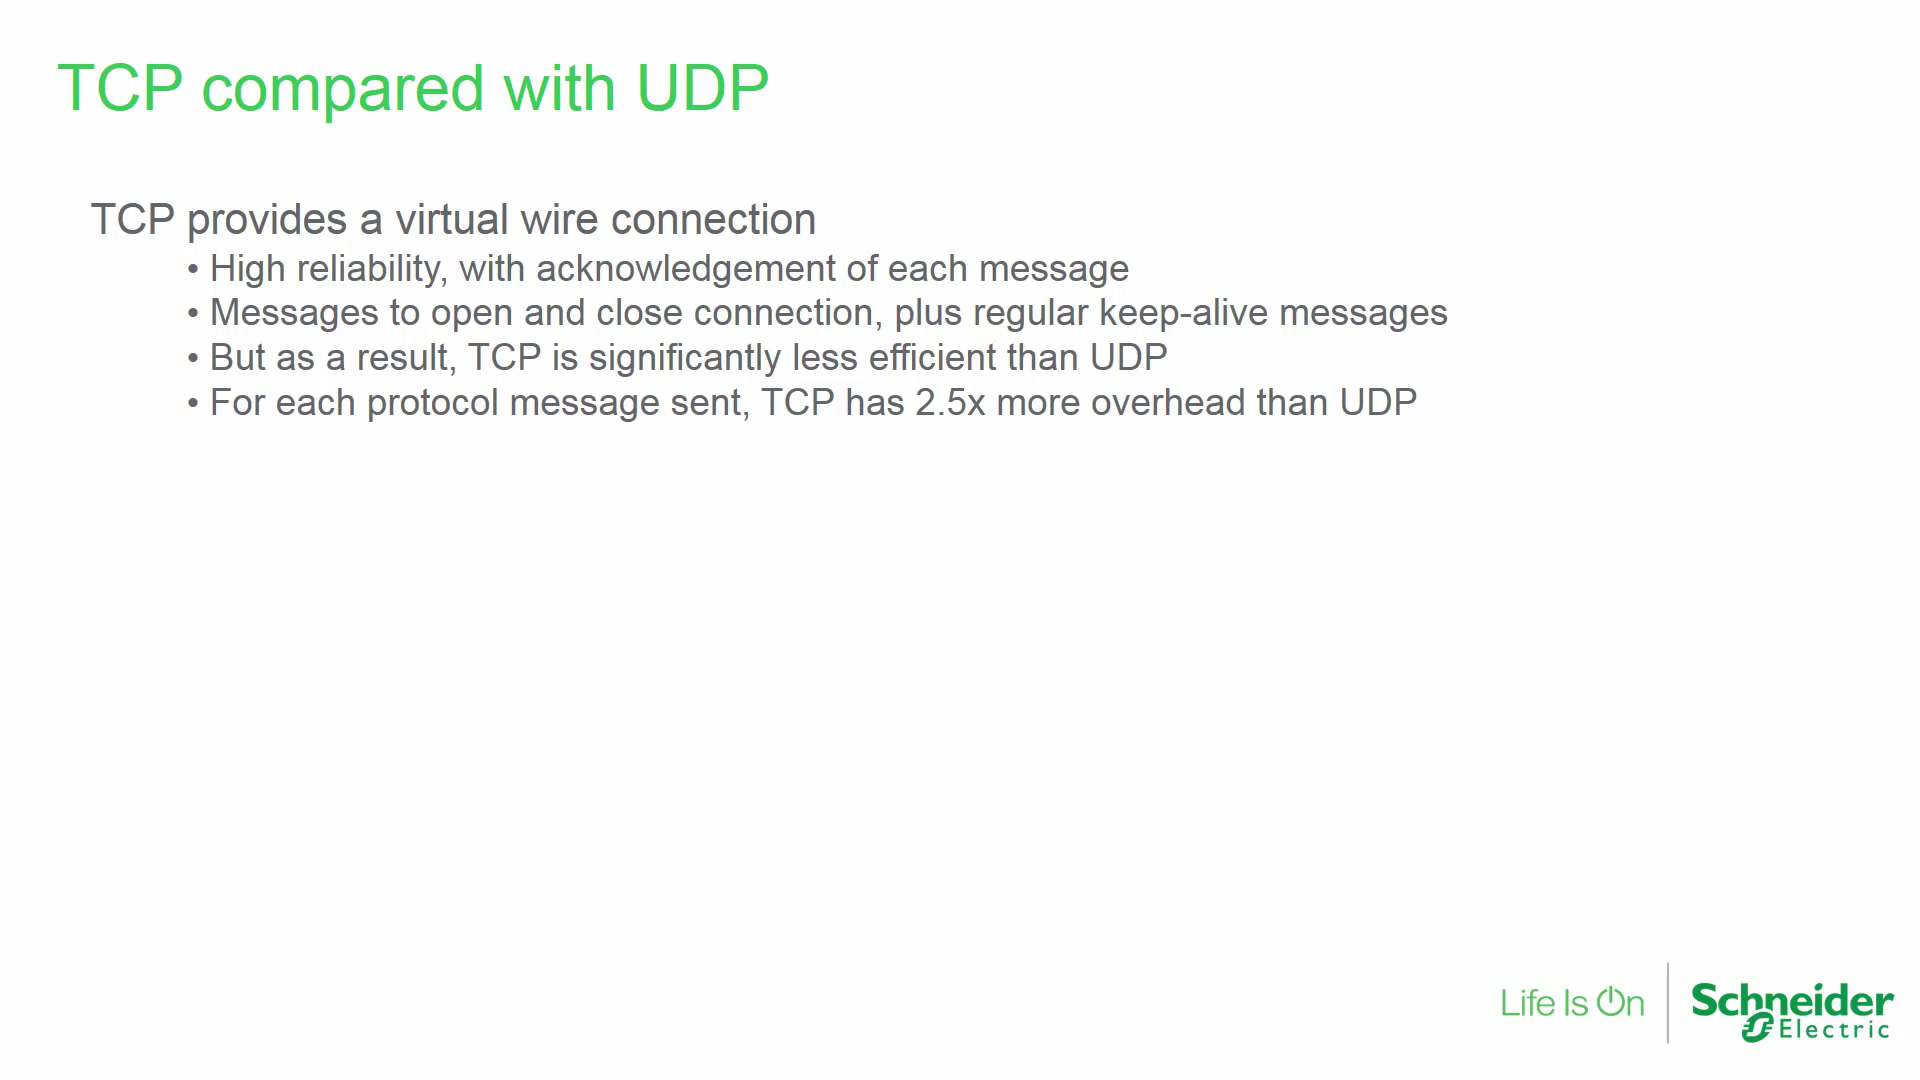 TCP compared with UDP
TCP provides a virtual wire connection
• High reliability, with acknowledgement of each message
• Messages to open and close connection, plus regular keep-alive messages
• But as a result, TCP is significantly less efficient than UDP
• For each protocol message sent, TCP has 2.5x more overhead than UDP
Life Is On
Schneider
Electric